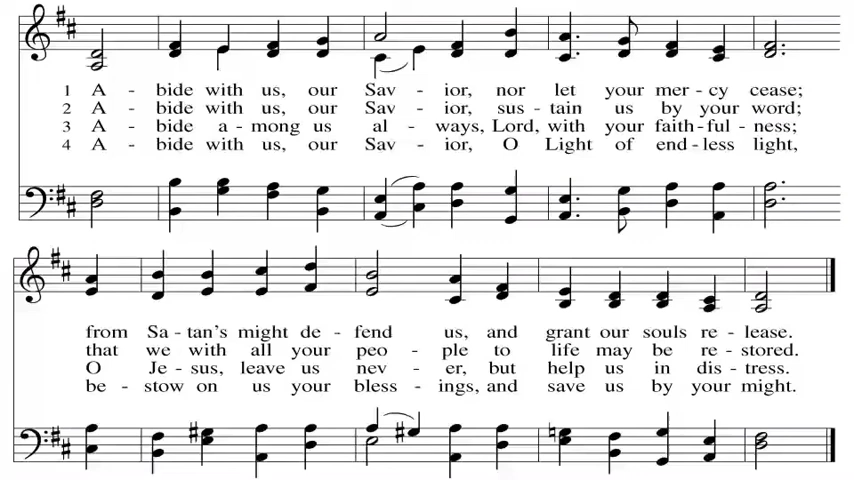 1 A - bide with us, our Sav - ior, nor let your mer - cy cease;
2 A - bide with us, our Sav - ior, sus - tain us by your word;
3 A - bide a - mong us al - ways, Lord, with your faith - ful - ness;
4 A - bide with us, our Sav - ior, O Light of end - less light,
from Sa - tan's might de - fend us, and grant our souls re - lease.
that we with all your peo - ple to life may be re - stored.
O Je - sus, leave us nev - er, but help us in dis - tress.
be - stow on us your bless - ings, and save us by your might.